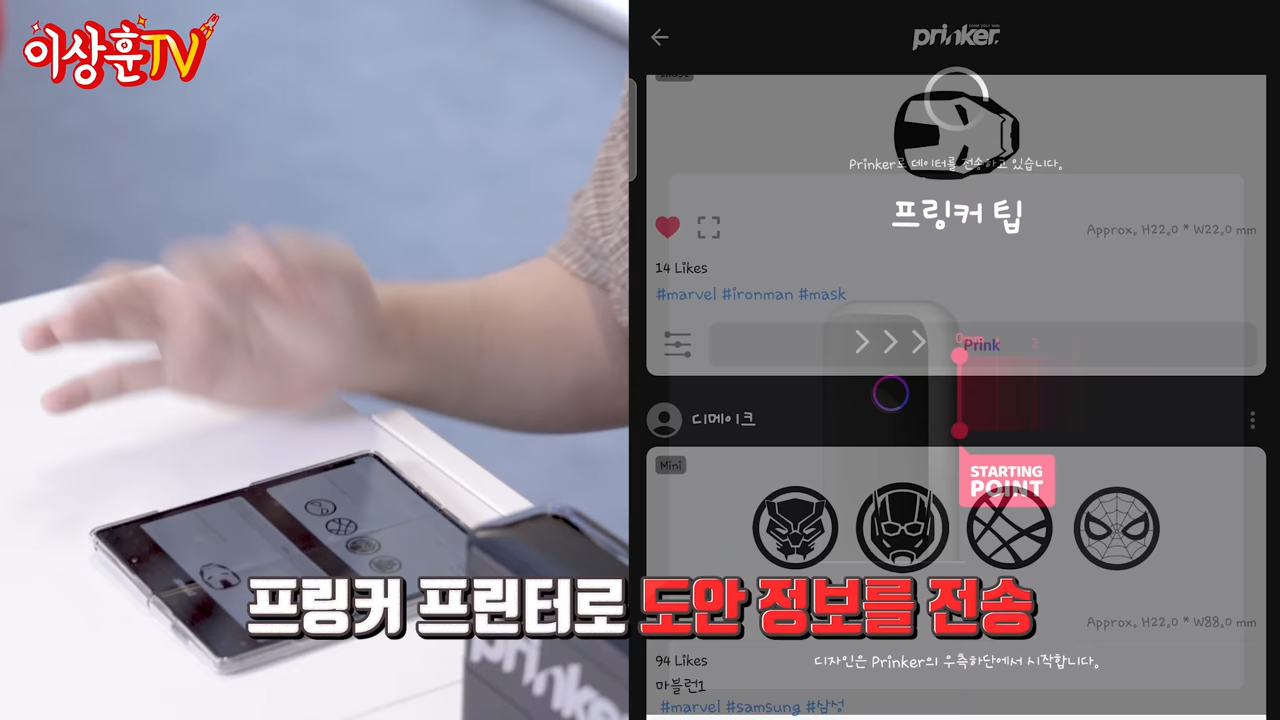 이상훈TV
prinker
Prinker로 데이터를 전송하고 있습니다.
프링커 팁
Approx. H22.0 * W22.0 mm
14 Likes
#marvel #ironman #mask
0mm
2
Prink
디메이크
Mini
STARTING
POINT
프링커 프린터로 도안 정보를 전송
Approx. H22.0 * W88.0 mm
prinker
94 Likes
디자인은 Prinker의 우측하단에서 시작합니다.
마블런1
#marvel #samsung #삼성